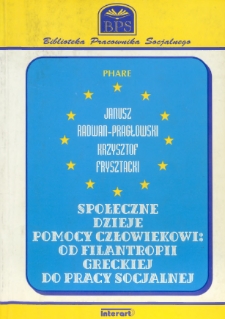 BPS
Biblioteka Pracownika Socjalnego
PHARE
JANUSZ
RADWAN-PRAGŁOWSKI
KRZYSZTOF
FRYSZTACKI
SPOŁECZNE
DZIEJE
POMOCY CZŁOWIEKOWI:
OD FILANTROPII
GRECKIEJ
DO PRACY SOCJALNEJ
interart